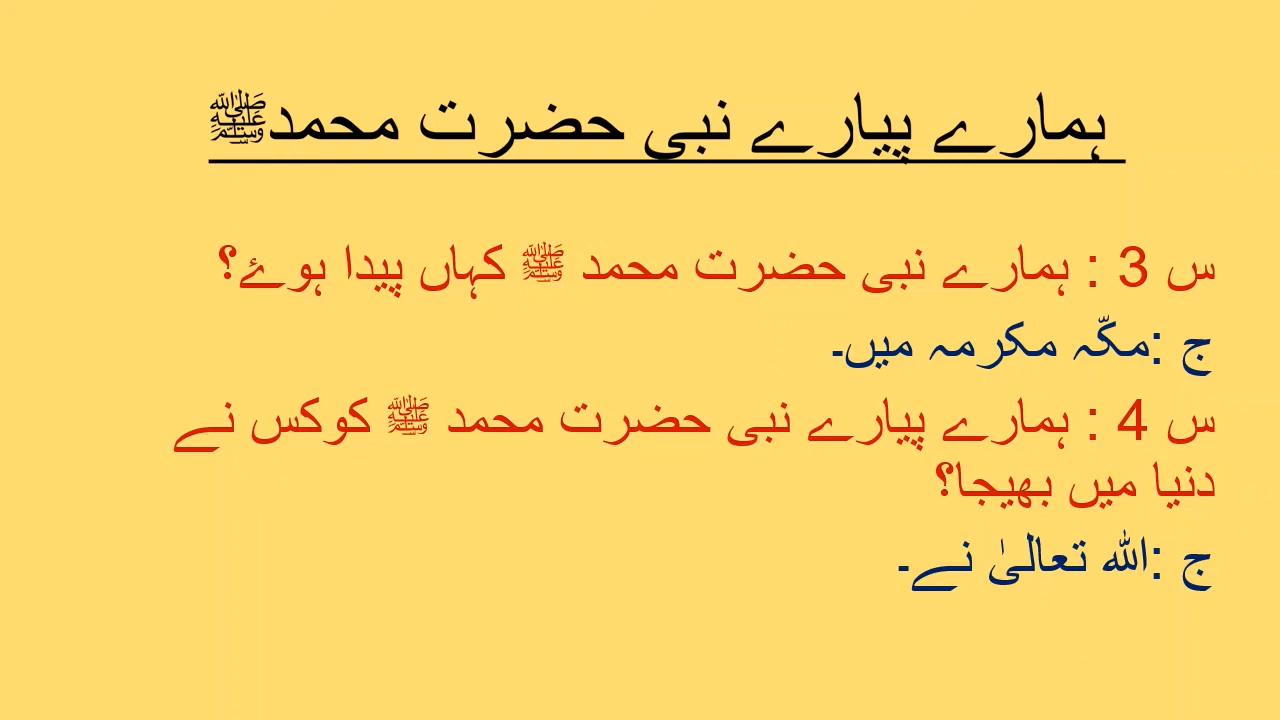 ہمارے پیارے نبی حضرت محمدﷺ
س 3 : ہمارے نبی حضرت محمد ﷺ کہاں پیدا ہوۓ؟
ج :مکّہ مکرمہ میں۔
س 4 : ہمارے پیارے نبی حضرت محمد ﷺ کوکس نے
دنیا میں بھیجا؟
ج :اللہ تعالیٰ نے۔